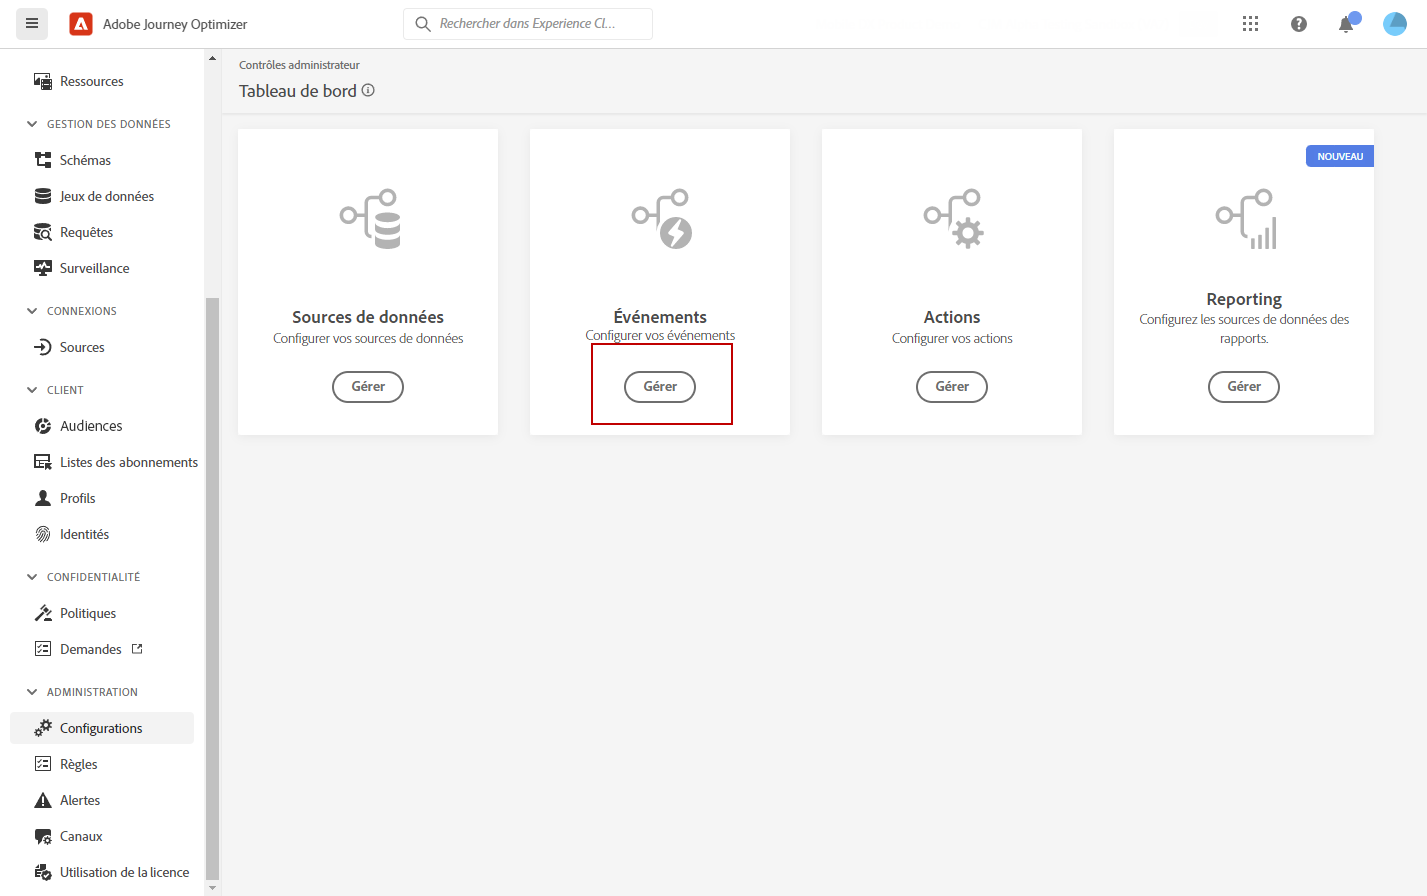 Adobe Journey Optimizer
Rechercher dans Experience Cl...
Ressources
GESTION DES DONNÉES
Schémas
Jeux de données
Requêtes
Surveillance
CONNEXIONS
Sources
CLIENT
Audiences
Listes des abonnements
Profils
Identités
CONFIDENTIALITÉ
Politiques
Demandes
ADMINISTRATION
Configurations
Règles
Alertes
Canaux
Utilisation de la licence
Contrôles administrateur
Tableau de bord
Sources de données
Configurer vos sources de données
Gérer
Événements
Configurer vos événements
Gérer
Actions
Configurer vos actions
Gérer
NOUVEAU
Reporting
Configurez les sources de données des
rapports.
Gérer